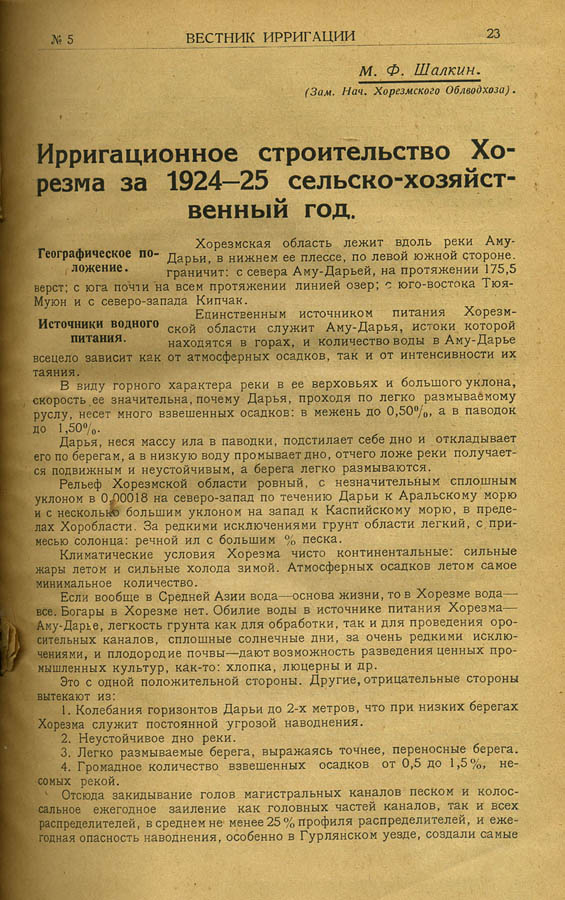 № 5 ВЕСТНИК ИРРИГАЦИИ 23
М. Ф. Шалкин.
(Зам. Нач. Хорезмского Облводхоза).
Ирригационное строительство Хо-
резма за 1924—25 сельско-хозяйст-
венный год.
Географическое по-
ложение.
Хорезмская область лежит вдоль реки Аму-
Дарьи, в нижнем ее плессе, по левой южной стороне.
граничит: с севера Аму-Дарьей, на протяжении 175,5
верст; с юга почти на всем протяжении линией озер; с юго-востока Тюя-
Муюн и с северо-запада Кипчак.
Источники водного
питания.
Единственным источником питания Хорезм-
ской области служит Аму-Дарья, истоки которой
находятся в горах, и количество воды в Аму-Дарье
всецело зависит как от атмосферных осадков, так и от интенсивности их
таяния.
В виду горного характера реки в ее верховьях и большого уклона,
скорость ее значительна, почему Дарья, проходя по легко размываемому
руслу, несет много взвешенных осадков: в межень до 0,50%, а в паводок
до 1,50%.
Дарья, неся массу ила в паводки, подстилает себе дно и откладывает
его по берегам, а в низкую воду промывает дно, отчего ложе реки получает-
ся подвижным и неустойчивым, а берега легко размываются.
Рельеф Хорезмской области ровный, с незначительным сплошным
уклоном в 0,00018 на северо-запад по течению Дарьи к Аральскому морю
и с несколько большим уклоном на запад к Каспийскому морю, в преде-
лах Хоробласти. За редкими исключениями грунт области легкий, с при-
месью солонца: речной ил с большим % песка.
Климатические условия Хорезма чисто континентальные: сильные
жары летом и сильные холода зимой. Атмосферных осадков летом самое
минимальное количество.
Если вообще в Средней Азии вода—основа жизни, то в Хорезме вода—
все. Богары в Хорезме нет. Обилие воды в источнике питания Хорезма—
Аму-Дарье, легкость грунта как для обработки, так и для проведения оро-
сительных каналов, сплошные солнечные дни, за очень редкими исклю-
чениями, и плодородие почвы—дают возможность разведения ценных про-
мышленных культур, как-то: хлопка, люцерны и др.
Это с одной положительной стороны. Другие, отрицательные стороны
вытекают из:
1. Колебания горизонтов Дарьи до 2-х метров, что при низких берегах
Хорезма служит постоянной угрозой наводнения.
2. Неустойчивое дно реки.
3. Легко размываемые берега, выражаясь точнее, переносные берега.
4. Громадное количество взвешенных осадков от 0,5 до 1,5%, не-
сомых рекой.
Отсюда закидывание голов магистральных каналов песком и колос-
сальное ежегодное заиление как головных частей каналов, так и всех
распределителей, в среднем не менее 25% профиля распределителей, и еже-
годная опасность наводнения, особенно в Гурлянском уезде, создали самые